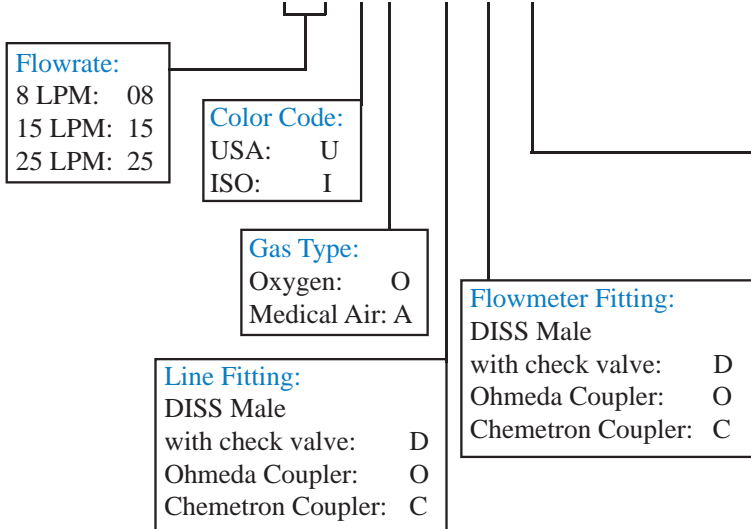 Flowrate:
8 LPM: 08
15 LPM: 15
25 LPM: 25
Color Code:
USA: U
ISO: I
Gas Type:
Oxygen: O
Medical Air: A
Flowmeter Fitting:
DISS Male
with check valve: D
Ohmeda Coupler: O
Chemetron Coupler: C
Line Fitting:
DISS Male
with check valve: D
Ohmeda Coupler: O
Chemetron Coupler: C